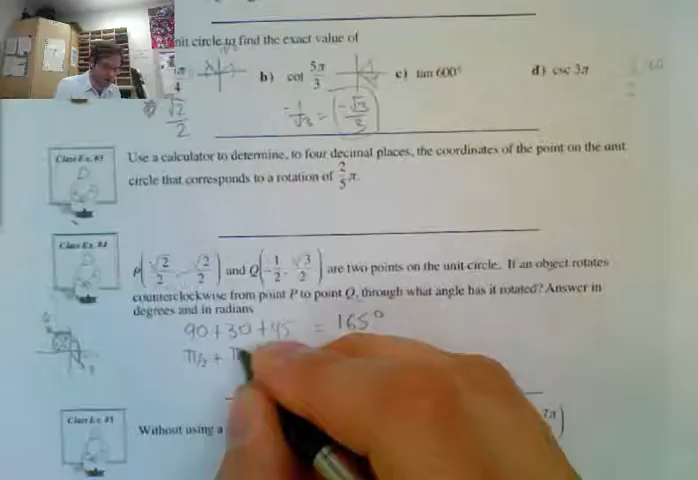 nit circle to find the exact value of
π
4
b) cot 5π/3
c) tan 600°
d) csc 3π
√2/2
-1/√3 = (-√3/3)
Class Ex. #3
Use a calculator to determine, to four decimal places, the coordinates of the point on the unit
circle that corresponds to a rotation of 2/5 π.
Class Ex. #4
P(√2/2, -√2/2) and Q(-1/2, √3/2) are two points on the unit circle. If an object rotates
counterclockwise from point P to point Q, through what angle has it rotated? Answer in
degrees and in radians
90+30+45 = 165°
π/2 + π
Class Ex. #5
Without using a